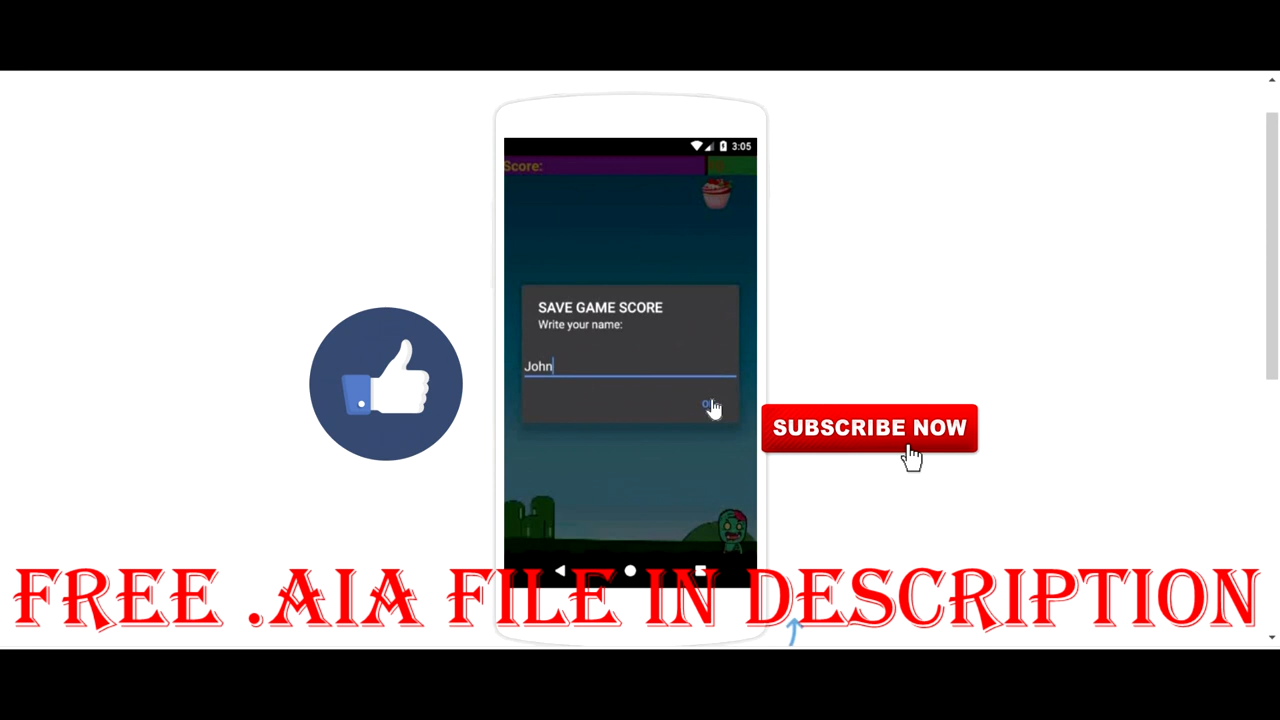 3:05
Score:
SAVE GAME SCORE
Write your name:
John
SUBSCRIBE NOW
FREE .AIA FILE IN DESCRIPTION